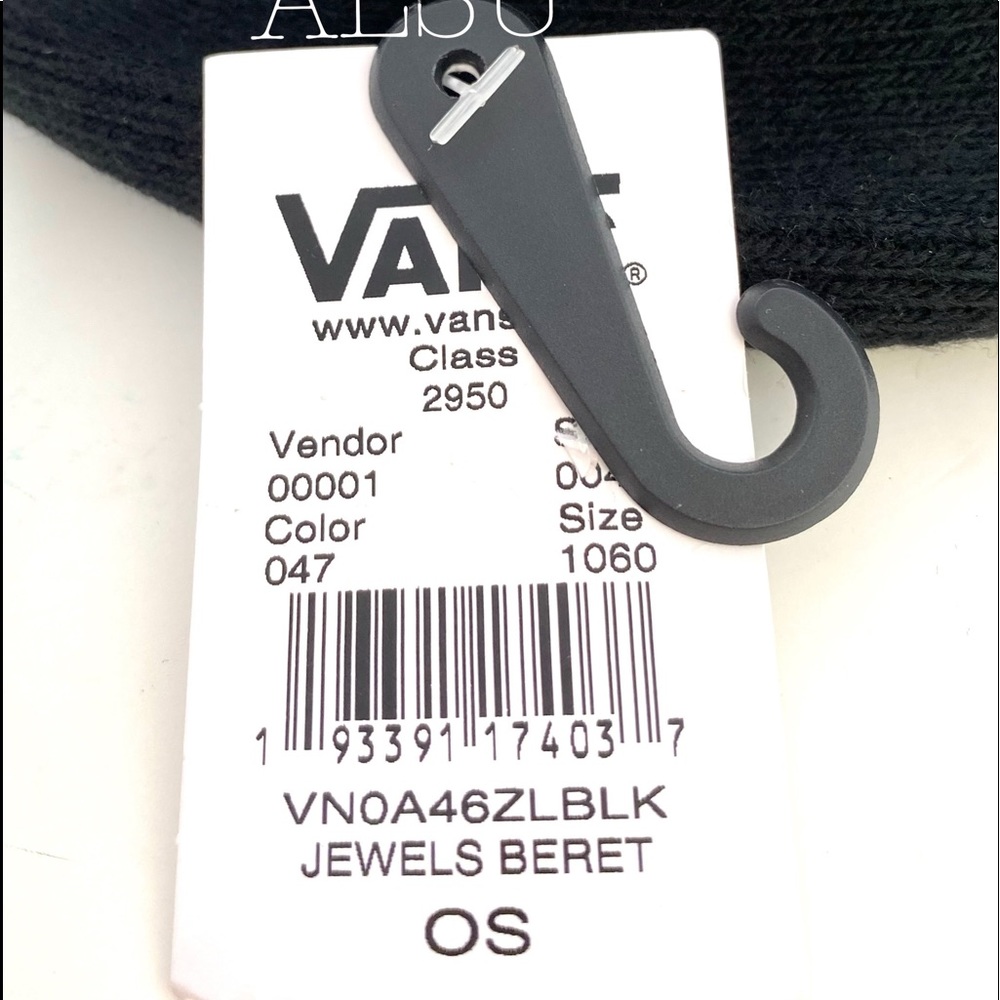 ALSU
VANS®
www.vans
Class
2950
Vendor
00001
Color
047
Size
1060
1 93391 17403 7
VN0A46ZLBLK
JEWELS BERET
OS